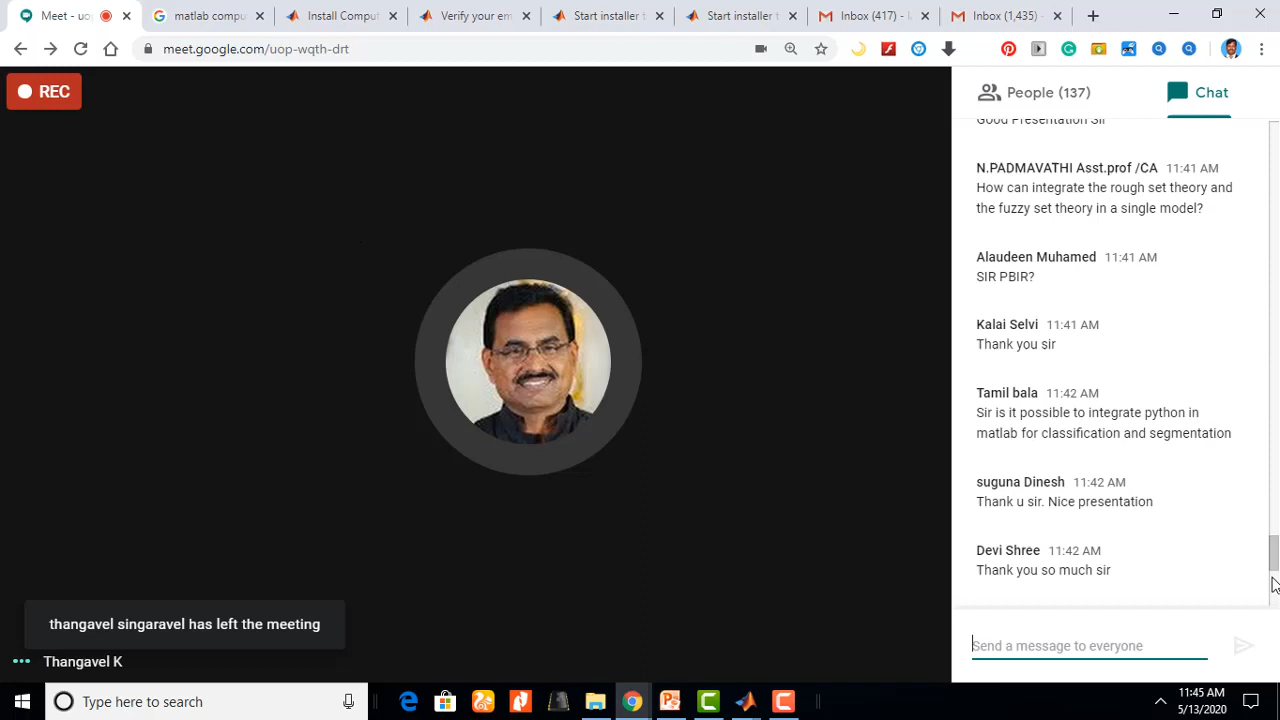 Meet - uo
matlab compu
Install Compu
Verify your em
Start installer t
Start installer t
Inbox (417) - l
Inbox (1,435) -
meet.google.com/uop-wqth-drt
REC
People (137)
Chat
Good Presentation Sir
N.PADMAVATHI Asst.prof /CA 11:41 AM
How can integrate the rough set theory and
the fuzzy set theory in a single model?
Alaudeen Muhamed 11:41 AM
SIR PBIR?
Kalai Selvi 11:41 AM
Thank you sir
Tamil bala 11:42 AM
Sir is it possible to integrate python in
matlab for classification and segmentation
suguna Dinesh 11:42 AM
Thank u sir. Nice presentation
Devi Shree 11:42 AM
Thank you so much sir
thangavel singaravel has left the meeting
Thangavel K
Send a message to everyone
Type here to search
11:45 AM
5/13/2020